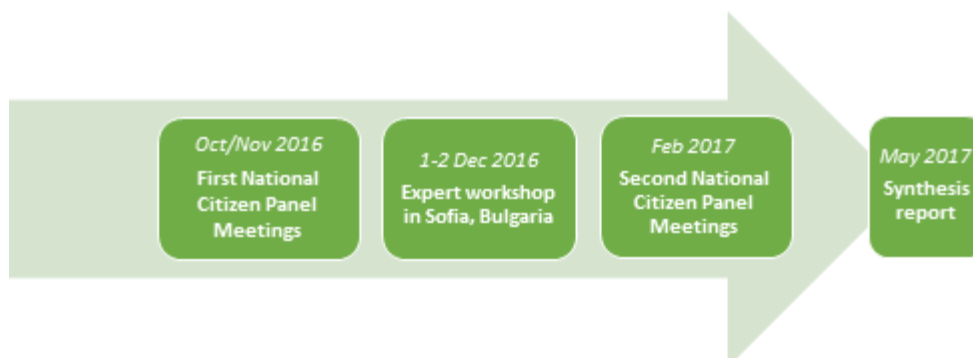 Oct/Nov 2016
First National
Citizen Panel
Meetings
1-2 Dec 2016
Expert workshop
in Sofia, Bulgaria
Feb 2017
Second National
Citizen Panel
Meetings
May 2017
Synthesis
report